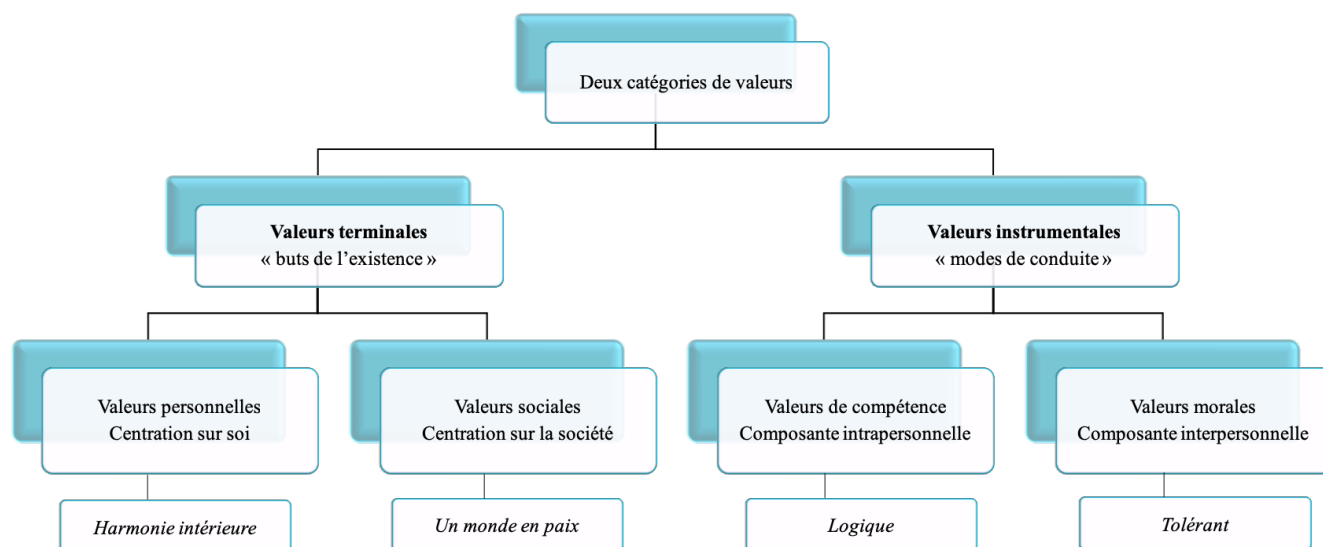 Deux catégories de valeurs
Valeurs terminales
« buts de l’existence »
Valeurs instrumentales
« modes de conduite »
Valeurs personnelles
Centration sur soi
Valeurs sociales
Centration sur la société
Valeurs de compétence
Composante intrapersonnelle
Valeurs morales
Composante interpersonnelle
Harmonie intérieure
Un monde en paix
Logique
Tolérant